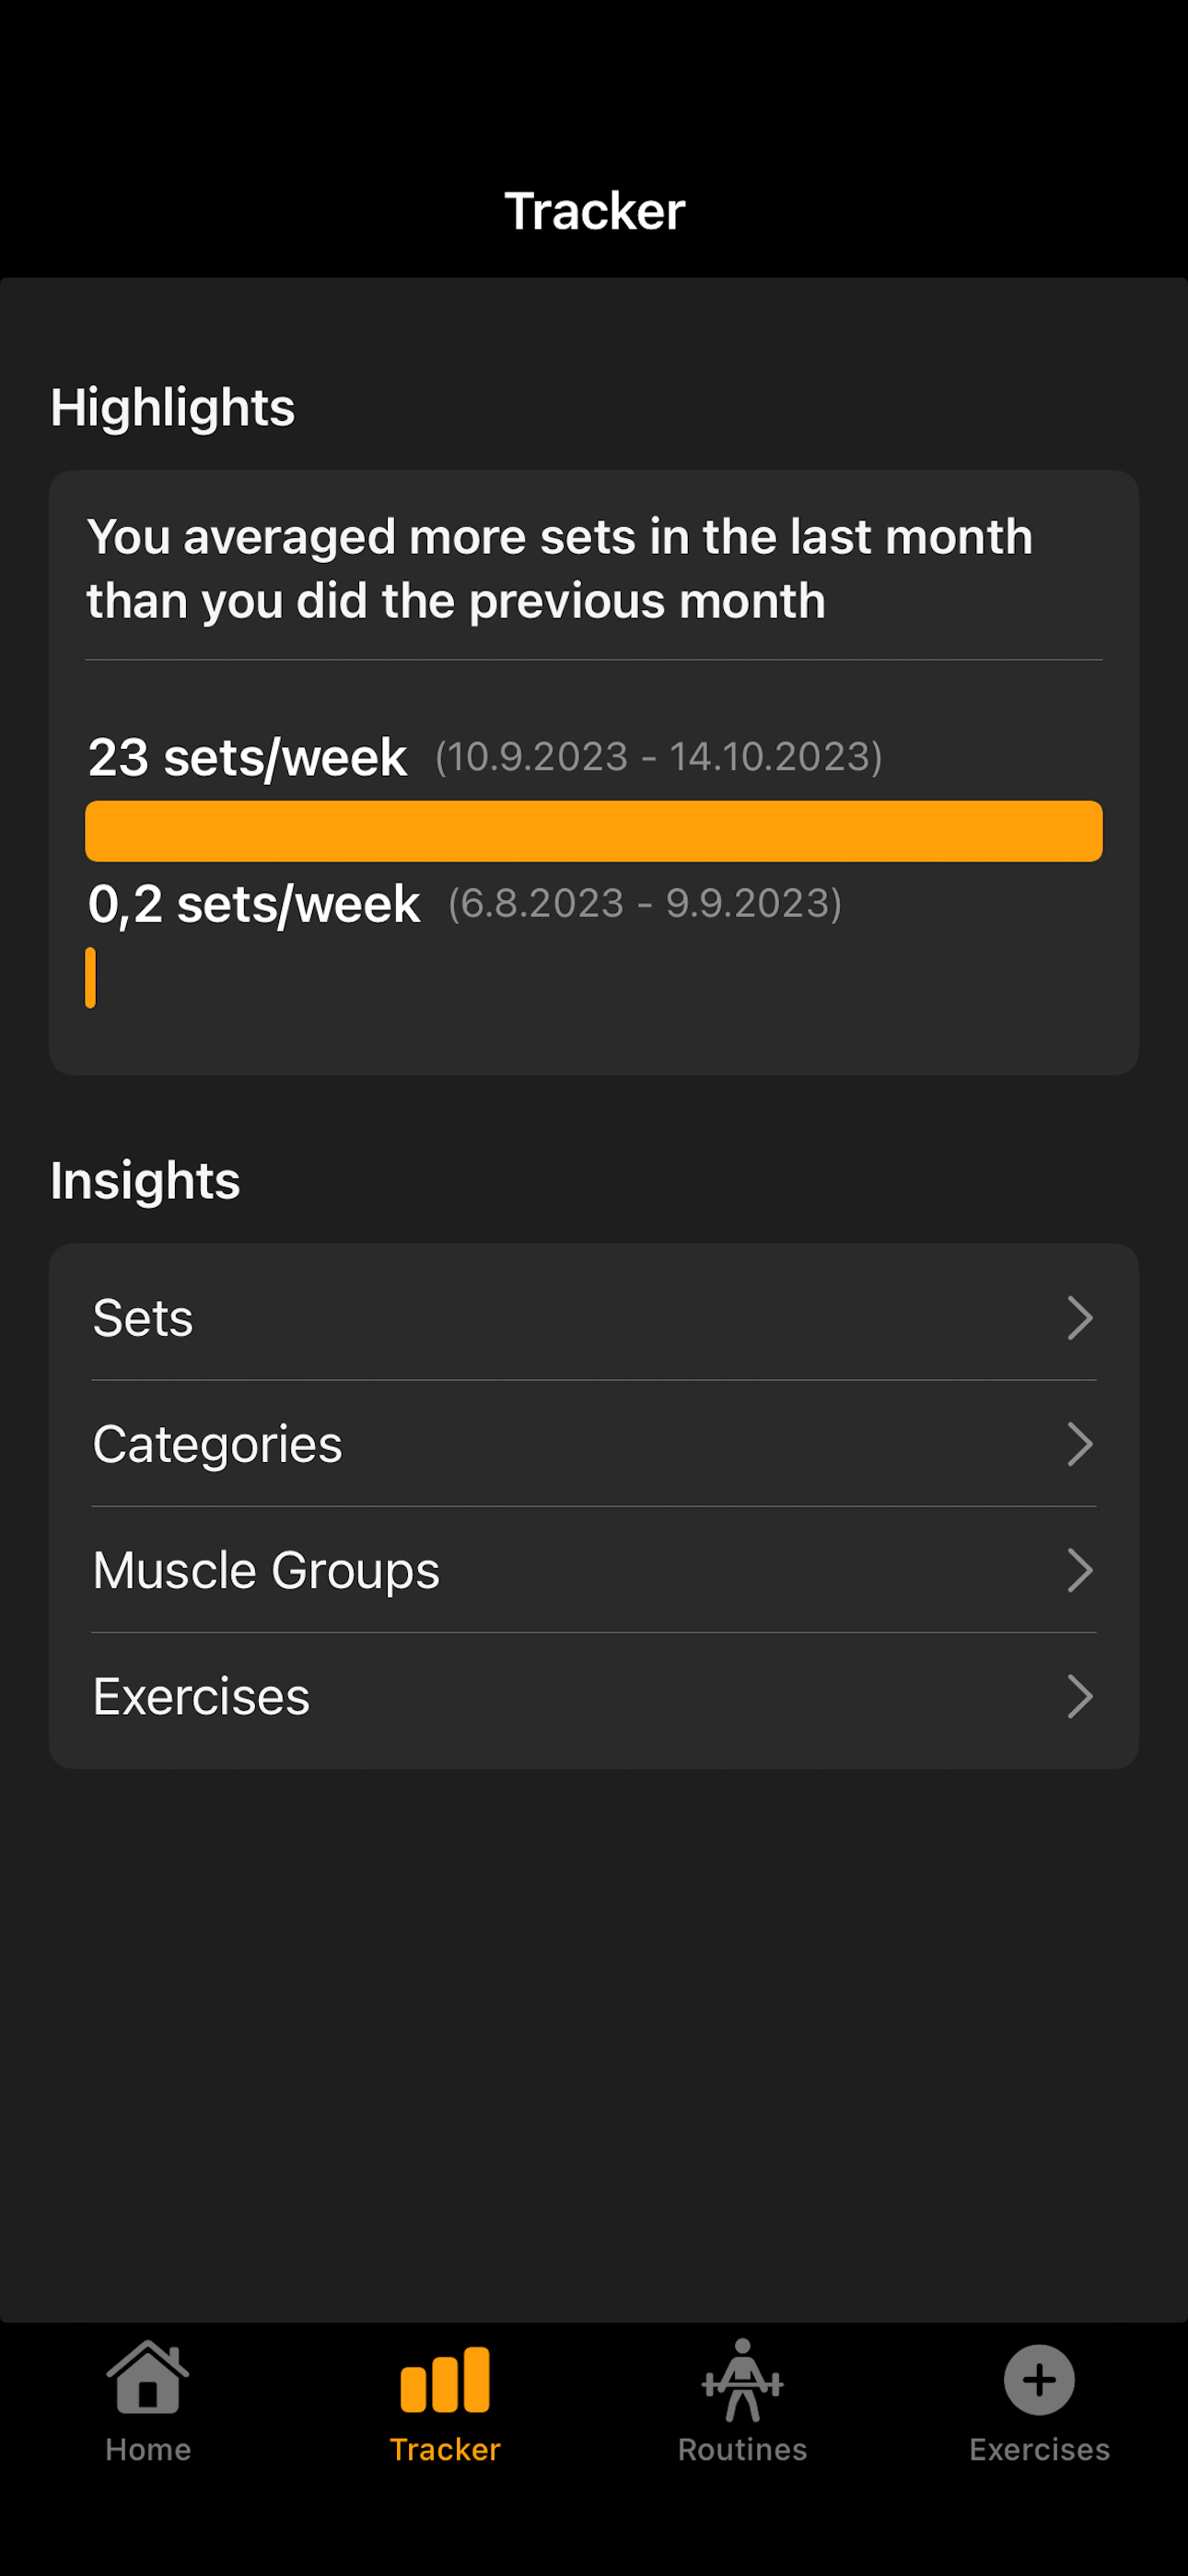 Tracker
Highlights
You averaged more sets in the last month
than you did the previous month
23 sets/week (10.9.2023 - 14.10.2023)
0,2 sets/week (6.8.2023 - 9.9.2023)
Insights
Sets
Categories
Muscle Groups
Exercises
Home
Tracker
Routines
Exercises